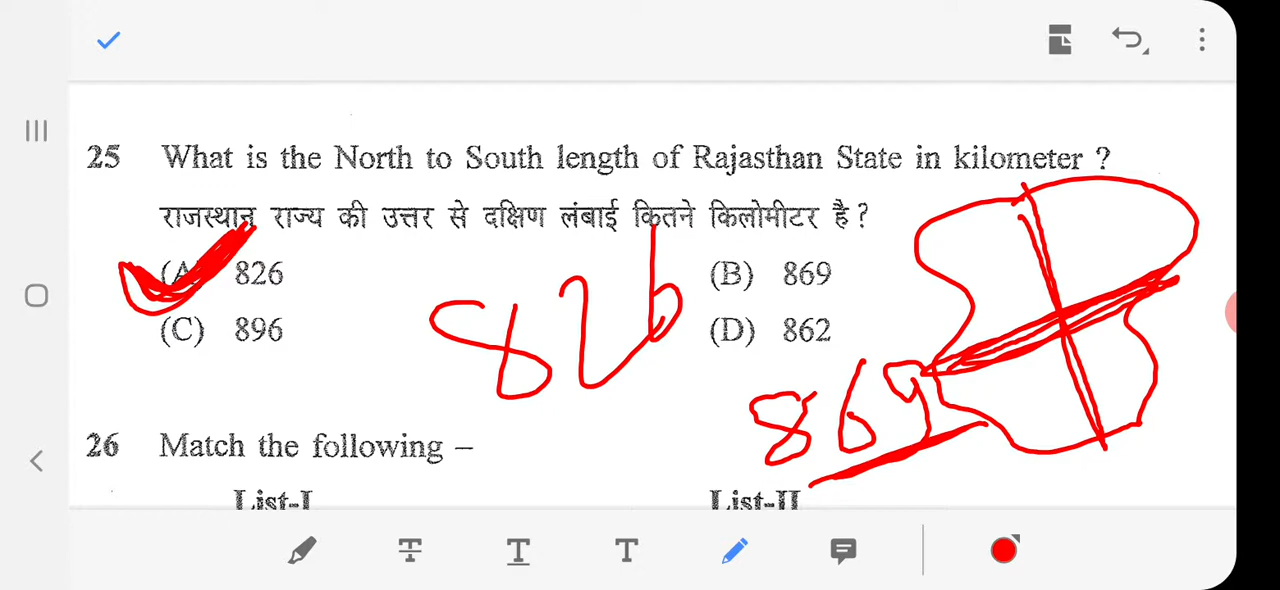 25 What is the North to South length of Rajasthan State in kilometer ?
राजस्थान राज्य की उत्तर से दक्षिण लंबाई कितने किलोमीटर है ?
(A) 826 (B) 869
826
(C) 896 (D) 862
869
26 Match the following –
List-I List-II
T T T